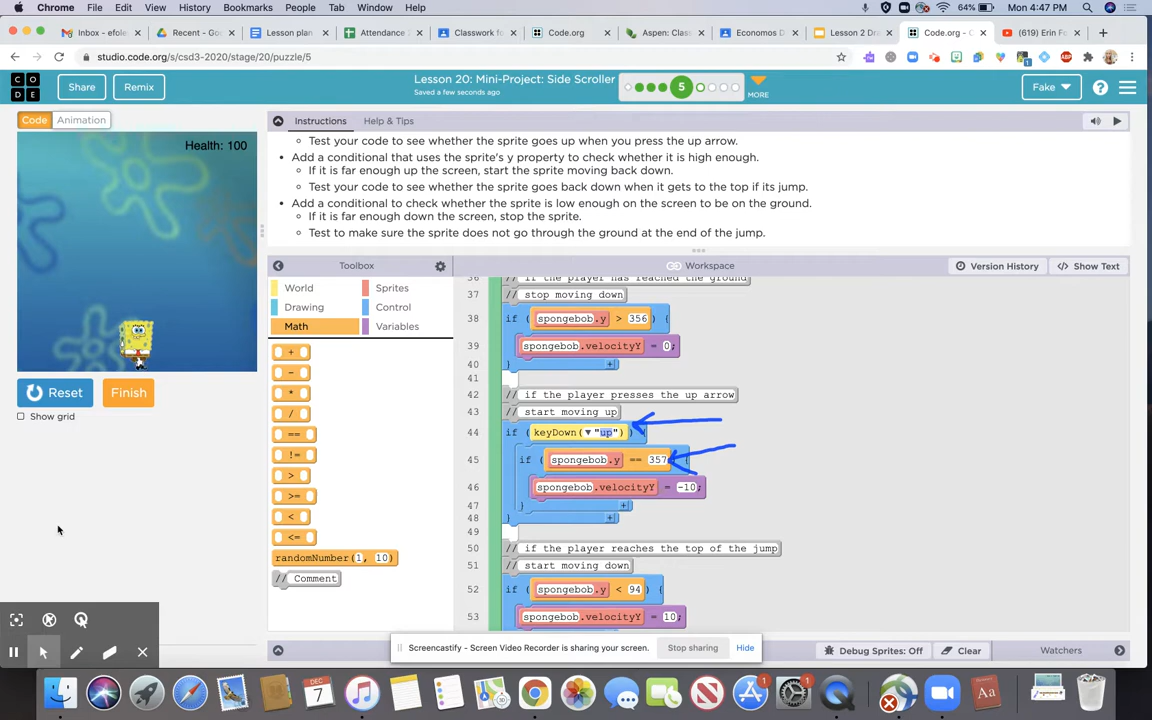 Chrome File Edit View History Bookmarks People Tab Window Help 64% Mon 4:47 PM
Inbox - efole Recent - Go Lesson plan Attendance Classwork fo Code.org Aspen: Clas Economos D Lesson 2 Dra Code.org - (619) Erin Fo
studio.code.org/s/csd3-2020/stage/20/puzzle/5
CODE Share Remix Lesson 20: Mini-Project: Side Scroller 5 MORE Fake ?
Saved a few seconds ago
Code Animation Instructions Help & Tips
Health: 100
Test your code to see whether the sprite goes up when you press the up arrow.
Add a conditional that uses the sprite's y property to check whether it is high enough.
If it is far enough up the screen, start the sprite moving back down.
Test your code to see whether the sprite goes back down when it gets to the top if its jump.
Add a conditional to check whether the sprite is low enough on the screen to be on the ground.
If it is far enough down the screen, stop the sprite.
Test to make sure the sprite does not go through the ground at the end of the jump.
Toolbox Workspace Version History </> Show Text
World Sprites
Drawing Control
Math Variables
+
-
*
/
==
!=
>
>=
<
<=
randomNumber(1, 10)
// Comment
36 // if the player has reached the ground
37 // stop moving down
38 if (spongebob.y > 356) {
39 spongebob.velocityY = 0;
40 }
41
42 // if the player presses the up arrow
43 // start moving up
44 if (keyDown("up")) {
45 if (spongebob.y == 357) {
46 spongebob.velocityY = -10;
47 }
48 }
49
50 // if the player reaches the top of the jump
51 // start moving down
52 if (spongebob.y < 94) {
53 spongebob.velocityY = 10;
Reset Finish
Show grid
Debug Sprites: Off Clear Watchers
Screencastify - Screen Video Recorder is sharing your screen. Stop sharing Hide
DEC 7